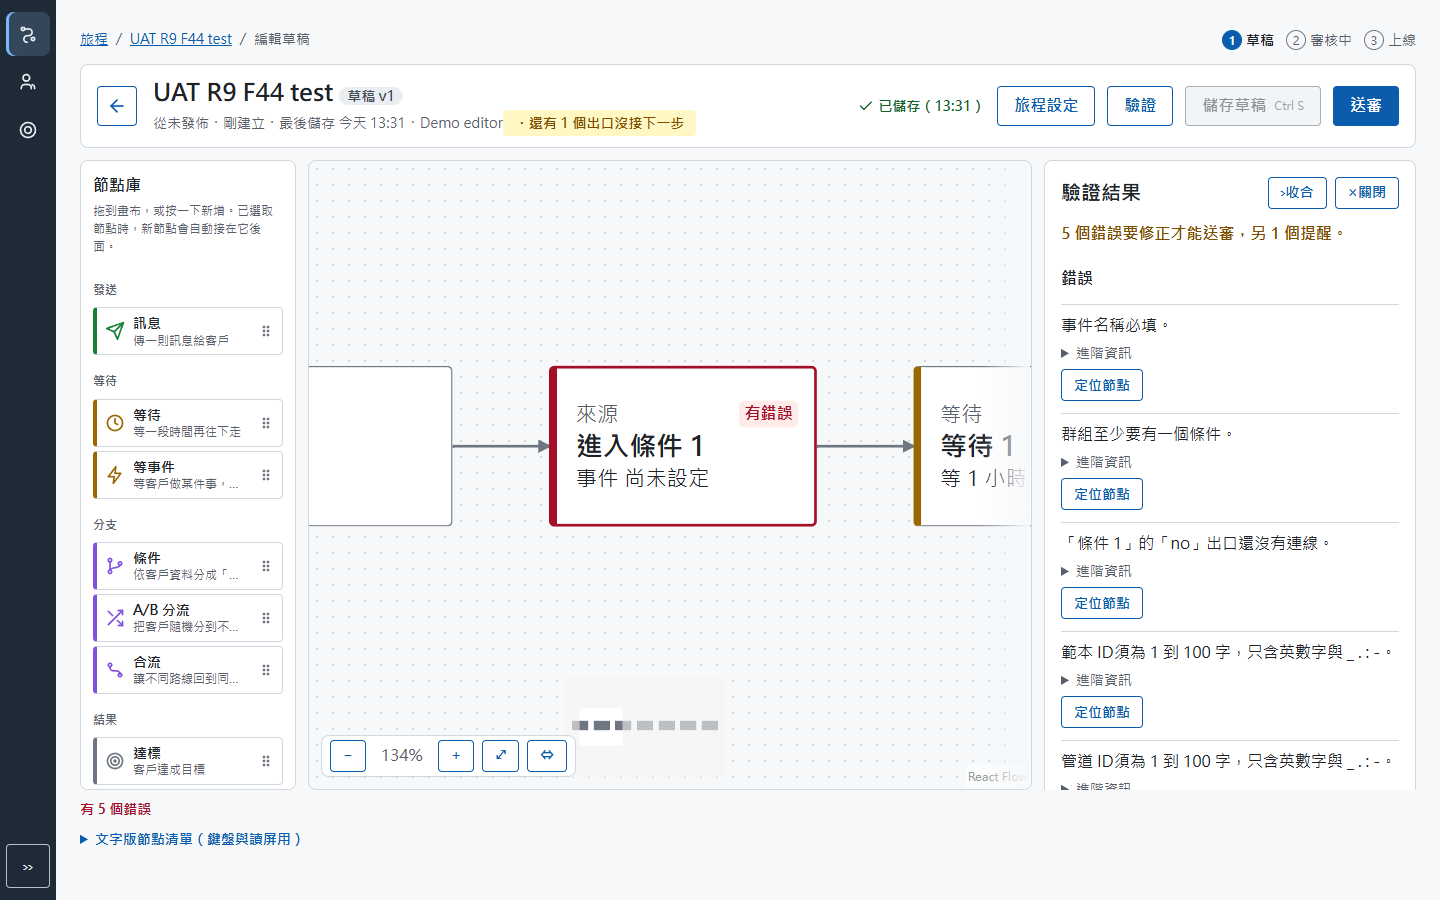 旅程 / UAT R9 F44 test / 編輯草稿
1 草稿 2 審核中 3 上線
UAT R9 F44 test 草稿 v1
從未發佈 · 剛建立 · 最後儲存 今天 13:31 · Demo editor · 還有 1 個出口沒接下一步
已儲存 ( 13:31 )
旅程設定
驗證
儲存草稿 Ctrl S
送審
節點庫
拖到畫布，或按一下新增。已選取
節點時，新節點會自動接在它後
面。
發送
訊息
傳一則訊息給客戶
等待
等待
等一段時間再往下走
等事件
等客戶做某件事，...
分支
條件
依客戶資料分成「...
A/B 分流
把客戶隨機分到不...
合流
讓不同路線回到同...
結果
達標
客戶達成目標
來源
有錯誤
進入條件 1
事件 尚未設定
等待
等待 1
等 1 小時
− 134% +
React Flow
驗證結果
›收合
×關閉
5 個錯誤要修正才能送審，另 1 個提醒。
錯誤
事件名稱必填。
進階資訊
定位節點
群組至少要有一個條件。
進階資訊
定位節點
「條件 1」的「no」出口還沒有連線。
進階資訊
定位節點
範本 ID須為 1 到 100 字，只含英數字與 _ . : - 。
進階資訊
定位節點
管道 ID須為 1 到 100 字，只含英數字與 _ . : - 。
進階資訊
有 5 個錯誤
文字版節點清單 ( 鍵盤與讀屏用 )
»